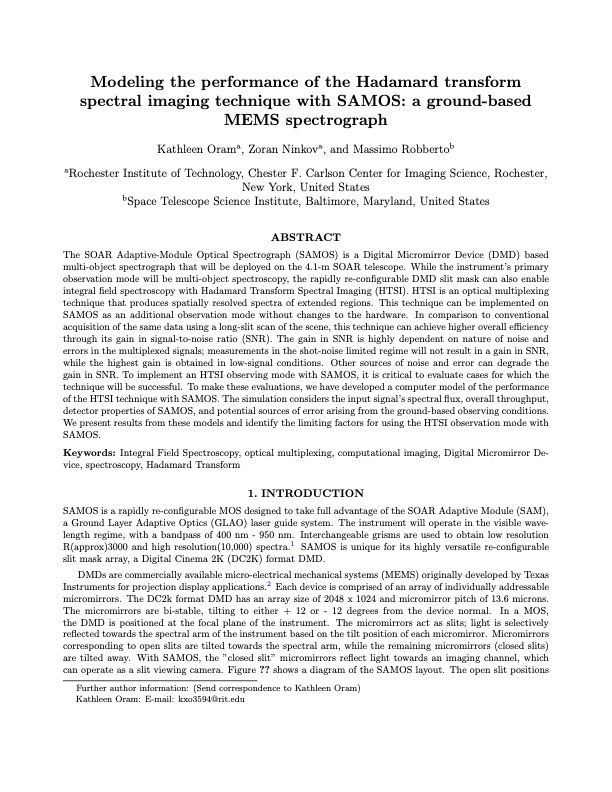 Modeling the performance of the Hadamard transform
spectral imaging technique with SAMOS: a ground-based
MEMS spectrograph
Kathleen Oramᵃ, Zoran Ninkovᵃ, and Massimo Robbertoᵇ
ᵃRochester Institute of Technology, Chester F. Carlson Center for Imaging Science, Rochester,
New York, United States
ᵇSpace Telescope Science Institute, Baltimore, Maryland, United States
ABSTRACT
The SOAR Adaptive-Module Optical Spectrograph (SAMOS) is a Digital Micromirror Device (DMD) based
multi-object spectrograph that will be deployed on the 4.1-m SOAR telescope. While the instrument's primary
observation mode will be multi-object spectroscopy, the rapidly re-configurable DMD slit mask can also enable
integral field spectroscopy with Hadamard Transform Spectral Imaging (HTSI). HTSI is an optical multiplexing
technique that produces spatially resolved spectra of extended regions. This technique can be implemented on
SAMOS as an additional observation mode without changes to the hardware. In comparison to conventional
acquisition of the same data using a long-slit scan of the scene, this technique can achieve higher overall efficiency
through its gain in signal-to-noise ratio (SNR). The gain in SNR is highly dependent on nature of noise and
errors in the multiplexed signals; measurements in the shot-noise limited regime will not result in a gain in SNR,
while the highest gain is obtained in low-signal conditions. Other sources of noise and error can degrade the
gain in SNR. To implement an HTSI observing mode with SAMOS, it is critical to evaluate cases for which the
technique will be successful. To make these evaluations, we have developed a computer model of the performance
of the HTSI technique with SAMOS. The simulation considers the input signal's spectral flux, overall throughput,
detector properties of SAMOS, and potential sources of error arising from the ground-based observing conditions.
We present results from these models and identify the limiting factors for using the HTSI observation mode with
SAMOS.
Keywords: Integral Field Spectroscopy, optical multiplexing, computational imaging, Digital Micromirror De-
vice, spectroscopy, Hadamard Transform
1. INTRODUCTION
SAMOS is a rapidly re-configurable MOS designed to take full advantage of the SOAR Adaptive Module (SAM),
a Ground Layer Adaptive Optics (GLAO) laser guide system. The instrument will operate in the visible wave-
length regime, with a bandpass of 400 nm - 950 nm. Interchangeable grisms are used to obtain low resolution
R(approx)3000 and high resolution(10,000) spectra.¹ SAMOS is unique for its highly versatile re-configurable
slit mask array, a Digital Cinema 2K (DC2K) format DMD.
DMDs are commercially available micro-electrical mechanical systems (MEMS) originally developed by Texas
Instruments for projection display applications.² Each device is comprised of an array of individually addressable
micromirrors. The DC2k format DMD has an array size of 2048 x 1024 and micromirror pitch of 13.6 microns.
The micromirrors are bi-stable, tilting to either + 12 or - 12 degrees from the device normal. In a MOS,
the DMD is positioned at the focal plane of the instrument. The micromirrors act as slits; light is selectively
reflected towards the spectral arm of the instrument based on the tilt position of each micromirror. Micromirrors
corresponding to open slits are tilted towards the spectral arm, while the remaining micromirrors (closed slits)
are tilted away. With SAMOS, the "closed slit" micromirrors reflect light towards an imaging channel, which
can operate as a slit viewing camera. Figure ?? shows a diagram of the SAMOS layout. The open slit positions
Further author information: (Send correspondence to Kathleen Oram)
Kathleen Oram: E-mail: kxo3594@rit.edu